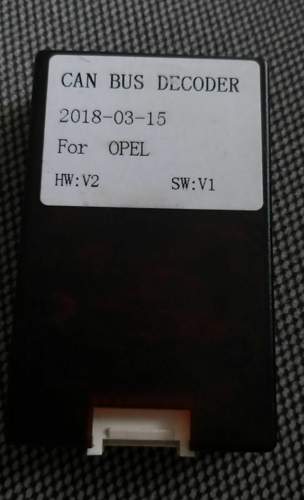 CAN BUS DECODER
2018-03-15
For OPEL
HW:V2 SW:V1